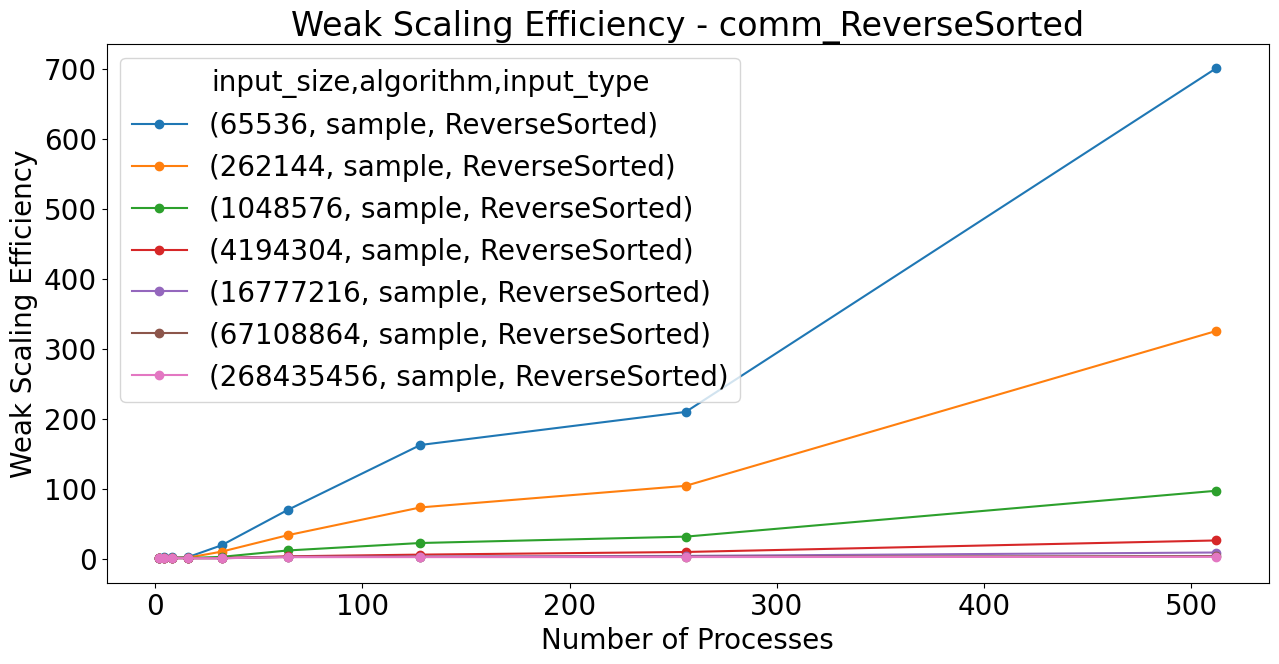 Weak Scaling Efficiency - comm_ReverseSorted
Weak Scaling Efficiency
700
600
500
400
300
200
100
0
input_size,algorithm,input_type
(65536, sample, ReverseSorted)
(262144, sample, ReverseSorted)
(1048576, sample, ReverseSorted)
(4194304, sample, ReverseSorted)
(16777216, sample, ReverseSorted)
(67108864, sample, ReverseSorted)
(268435456, sample, ReverseSorted)
0 100 200 300 400 500
Number of Processes